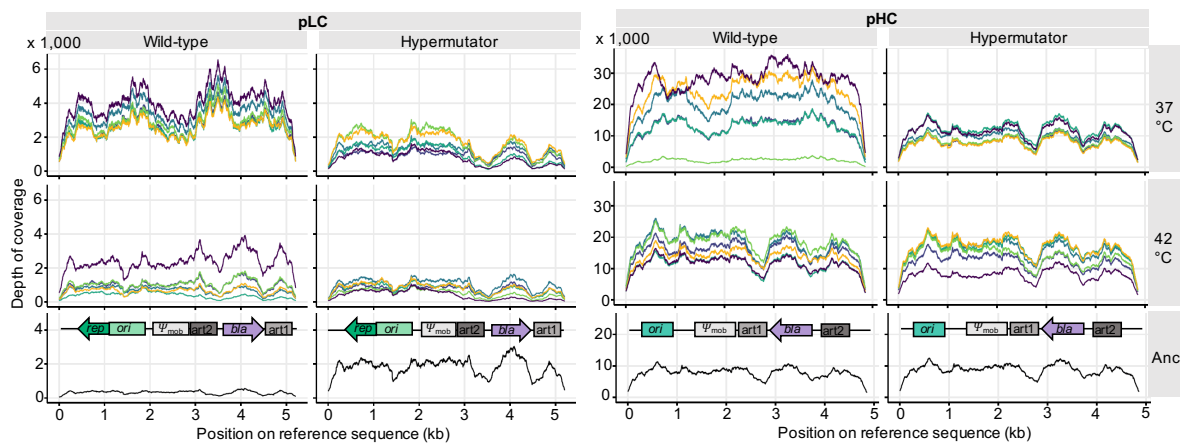 pLC
pHC
x 1,000
Wild-type
Hypermutator
x 1,000
Wild-type
Hypermutator
6
4
2
0
30
20
10
0
37
°C
6
4
2
0
30
20
10
0
42
°C
Depth of coverage
4
2
0
rep
ori
Ψmob
art2
bla
art1
rep
ori
Ψmob
art2
bla
art1
20
10
0
ori
Ψmob
art1
bla
art2
ori
Ψmob
art1
bla
art2
Anc
0 1 2 3 4 5
0 1 2 3 4 5
0 1 2 3 4 5
0 1 2 3 4 5
Position on reference sequence (kb)
Position on reference sequence (kb)